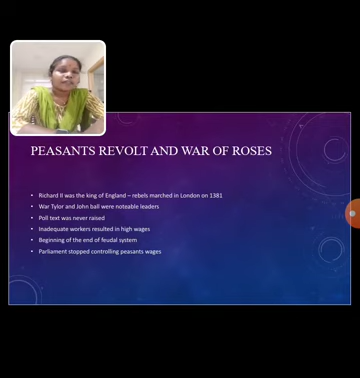 PEASANTS REVOLT AND WAR OF ROSES
• Richard II was the king of England – rebels marched in London on 1381
• War Tylor and John ball were noteable leaders
• Poll text was never raised
• Inadequate workers resulted in high wages
• Beginning of the end of feudal system
• Parliament stopped controlling peasants wages